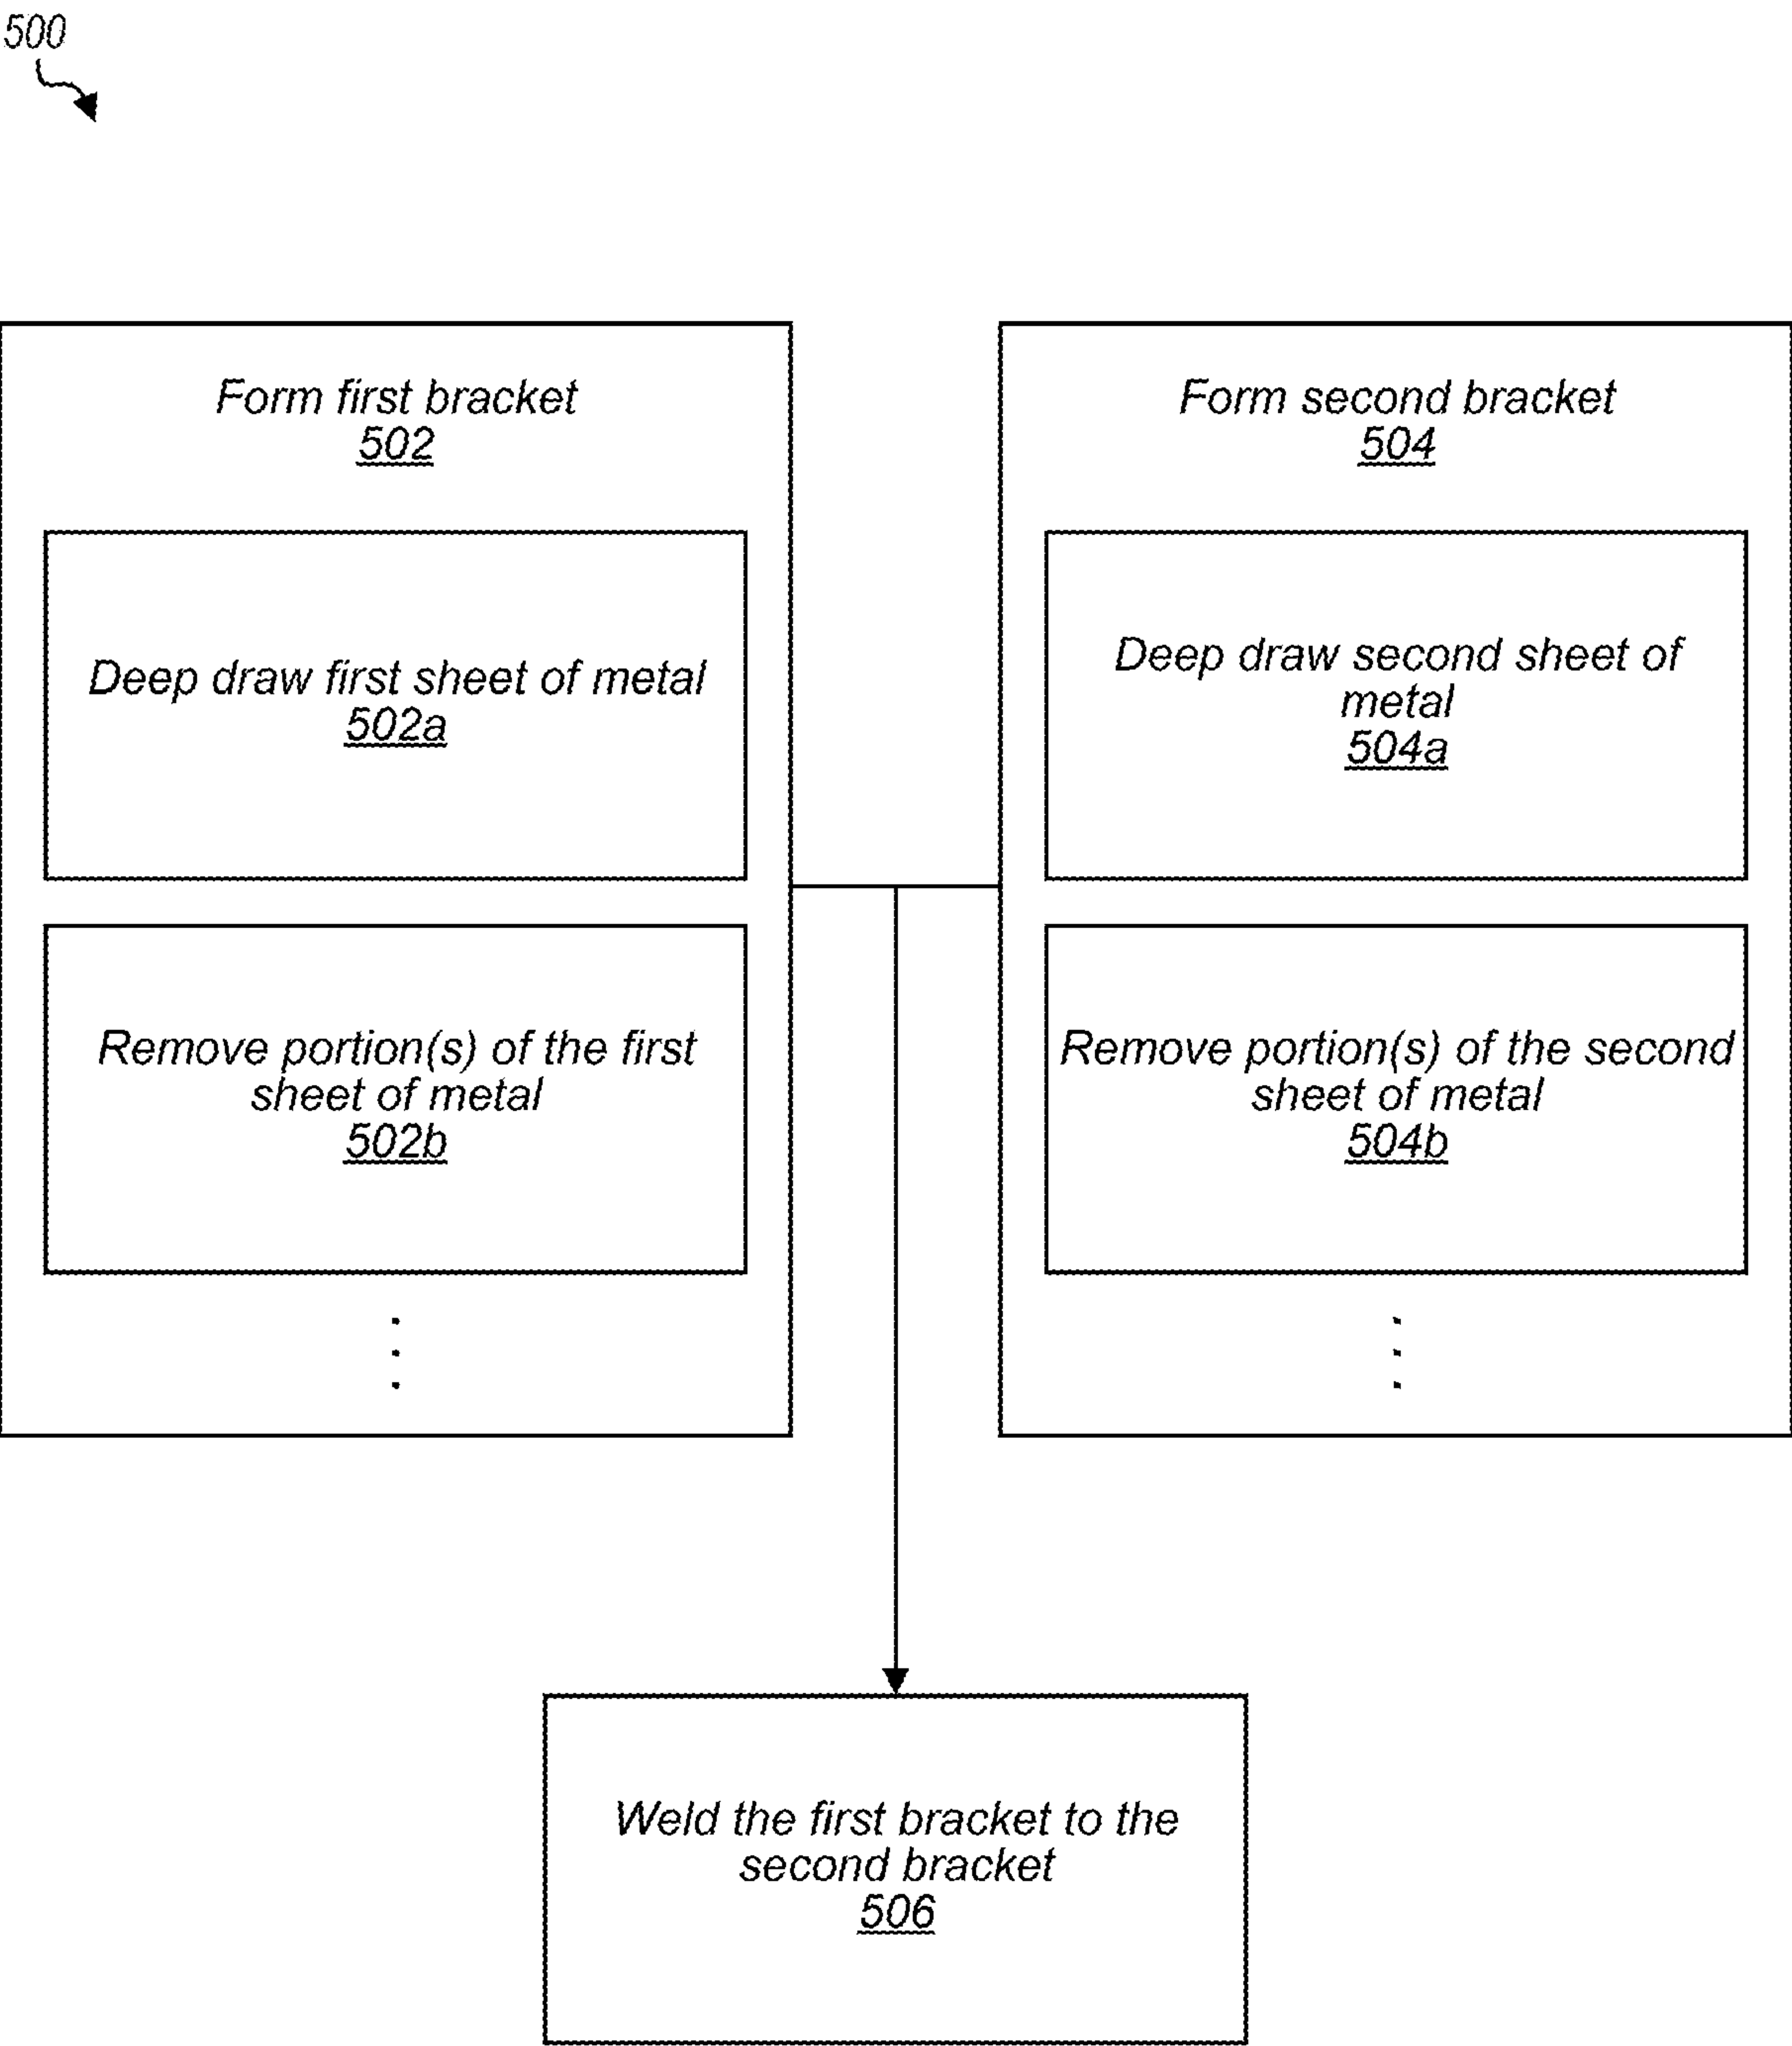 500
Form first bracket
502
Deep draw first sheet of metal
502a
Remove portion(s) of the first
sheet of metal
502b
Form second bracket
504
Deep draw second sheet of
metal
504a
Remove portion(s) of the second
sheet of metal
504b
Weld the first bracket to the
second bracket
506